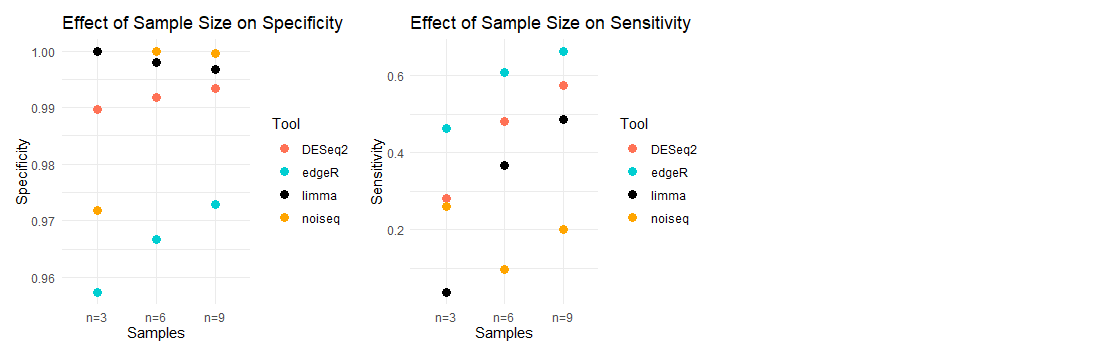 Effect of Sample Size on Specificity
1.00
0.99
0.98
0.97
0.96
Specificity
n=3 n=6 n=9
Samples
Tool
DESeq2
edgeR
limma
noiseq
Effect of Sample Size on Sensitivity
0.6
0.4
0.2
Sensitivity
n=3 n=6 n=9
Samples
Tool
DESeq2
edgeR
limma
noiseq